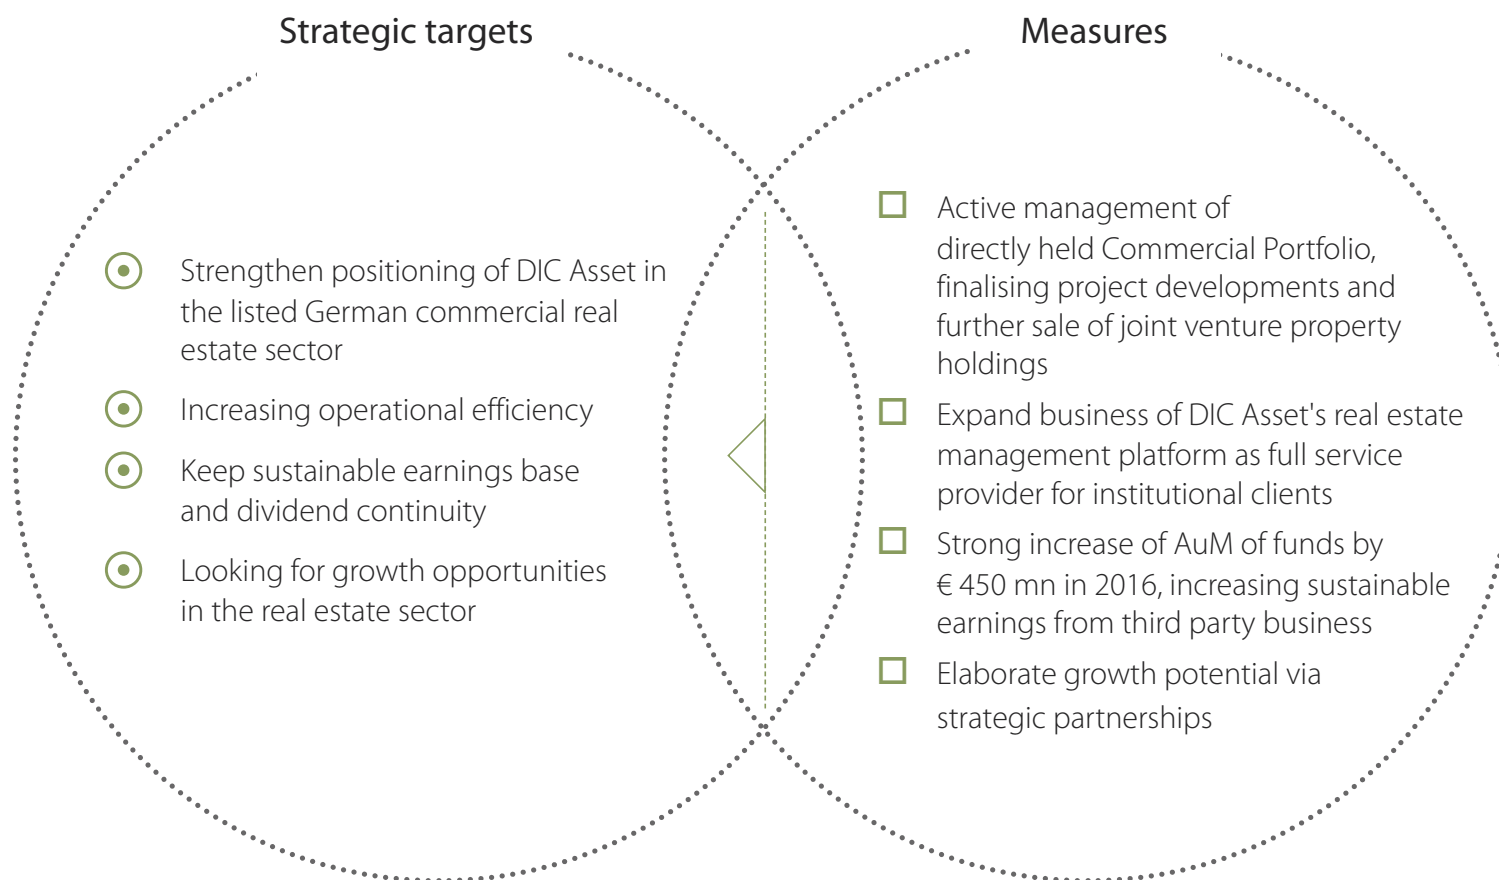 Strategic targets
Strengthen positioning of DIC Asset in
the listed German commercial real
estate sector
Increasing operational efficiency
Keep sustainable earnings base
and dividend continuity
Looking for growth opportunities
in the real estate sector
Measures
Active management of
directly held Commercial Portfolio,
finalising project developments and
further sale of joint venture property
holdings
Expand business of DIC Asset's real estate
management platform as full service
provider for institutional clients
Strong increase of AuM of funds by
€ 450 mn in 2016, increasing sustainable
earnings from third party business
Elaborate growth potential via
strategic partnerships